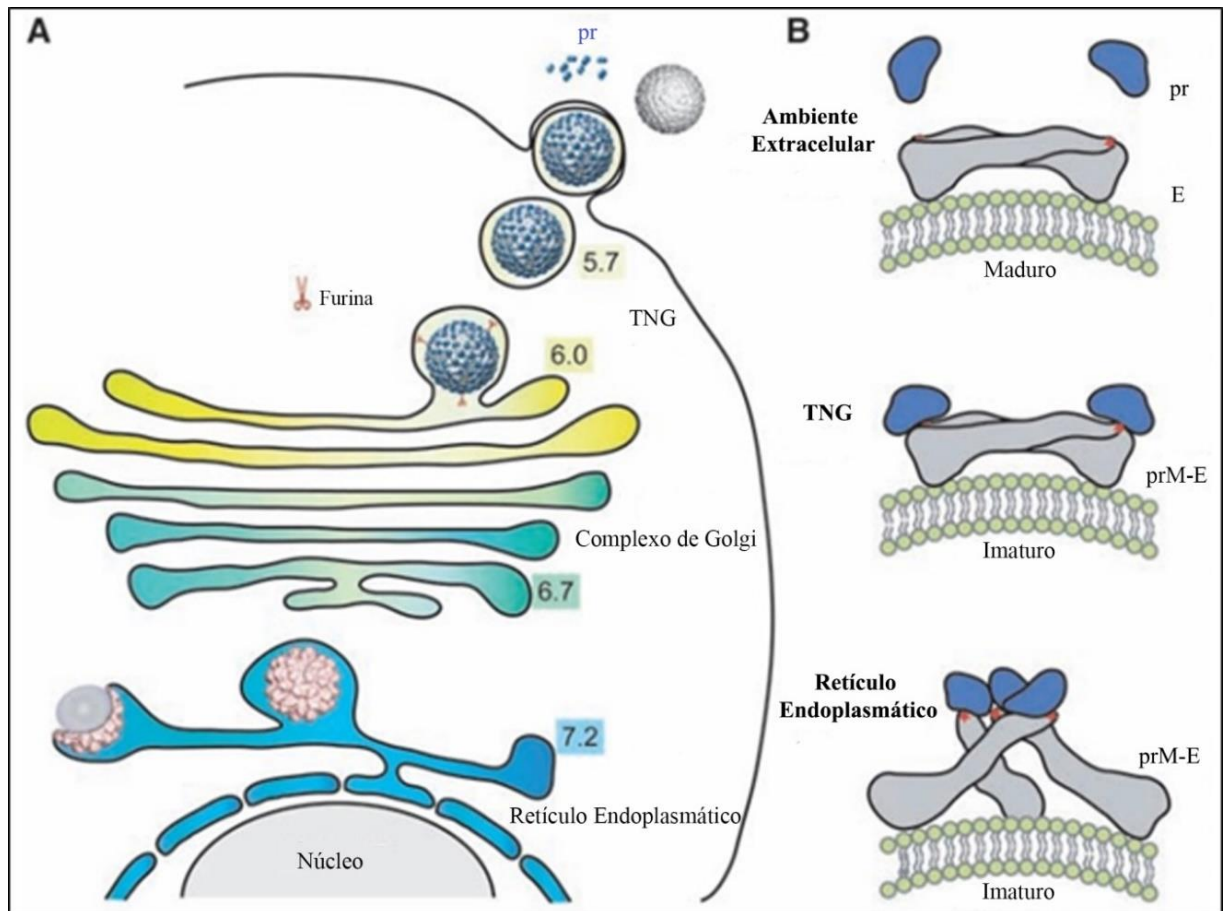 A
pr
5.7
Furina
TNG
6.0
Complexo de Golgi
6.7
7.2
Retículo Endoplasmático
Núcleo
B
pr
Ambiente
Extracelular
E
Maduro
TNG
prM-E
Imaturo
Retículo
Endoplasmático
prM-E
Imaturo